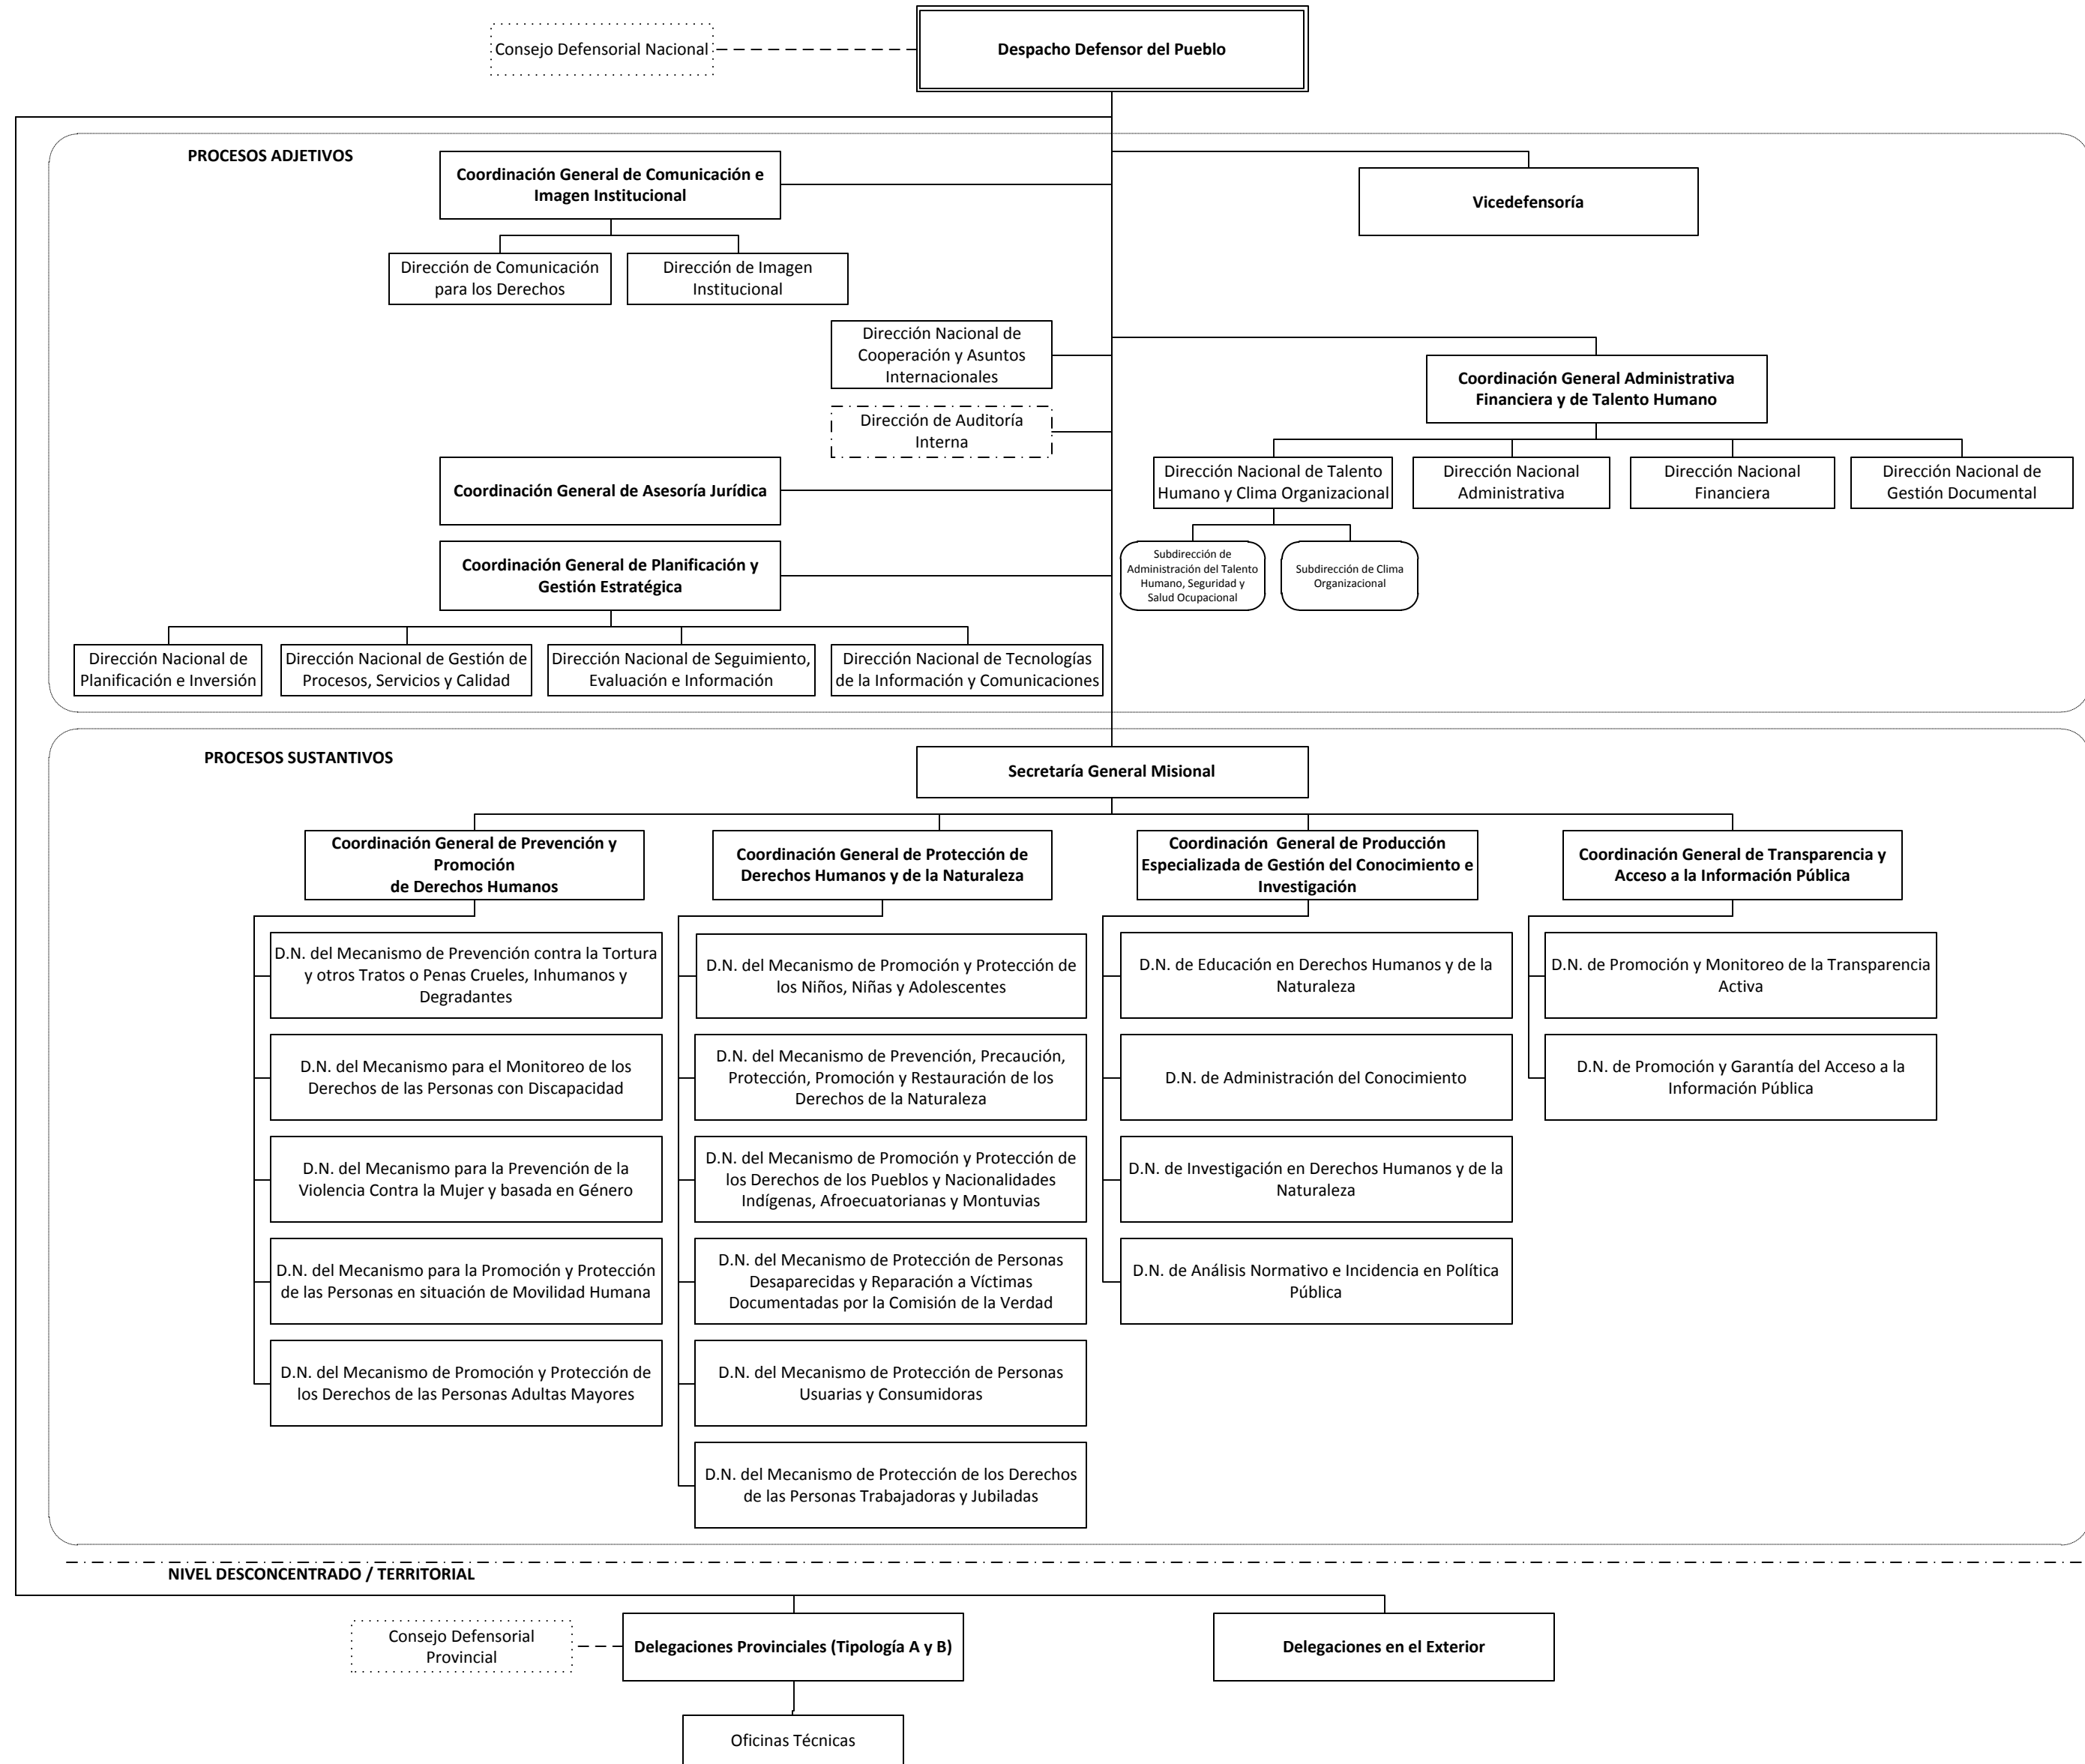 Consejo Defensorial Nacional
Despacho Defensor del Pueblo
PROCESOS ADJETIVOS
Coordinación General de Comunicación e
Imagen Institucional
Vicedefensoría
Dirección de Comunicación
para los Derechos
Dirección de Imagen
Institucional
Dirección Nacional de
Cooperación y Asuntos
Internacionales
Coordinación General Administrativa
Financiera y de Talento Humano
Dirección de Auditoría
Interna
Coordinación General de Asesoría Jurídica
Dirección Nacional de Talento
Humano y Clima Organizacional
Dirección Nacional
Administrativa
Dirección Nacional
Financiera
Dirección Nacional de
Gestión Documental
Coordinación General de Planificación y
Gestión Estratégica
Subdirección de
Administración del Talento
Humano, Seguridad y
Salud Ocupacional
Subdirección de Clima
Organizacional
Dirección Nacional de
Planificación e Inversión
Dirección Nacional de Gestión de
Procesos, Servicios y Calidad
Dirección Nacional de Seguimiento,
Evaluación e Información
Dirección Nacional de Tecnologías
de la Información y Comunicaciones
PROCESOS SUSTANTIVOS
Secretaría General Misional
Coordinación General de Prevención y
Promoción
de Derechos Humanos
Coordinación General de Protección de
Derechos Humanos y de la Naturaleza
Coordinación  General de Producción
Especializada de Gestión del Conocimiento e
Investigación
Coordinación General de Transparencia y
Acceso a la Información Pública
D.N. del Mecanismo de Prevención contra la Tortura
y otros Tratos o Penas Crueles, Inhumanos y
Degradantes
D.N. del Mecanismo de Promoción y Protección de
los Niños, Niñas y Adolescentes
D.N. de Educación en Derechos Humanos y de la
Naturaleza
D.N. de Promoción y Monitoreo de la Transparencia
Activa
D.N. del Mecanismo para el Monitoreo de los
Derechos de las Personas con Discapacidad
D.N. del Mecanismo de Prevención, Precaución,
Protección, Promoción y Restauración de los
Derechos de la Naturaleza
D.N. de Administración del Conocimiento
D.N. de Promoción y Garantía del Acceso a la
Información Pública
D.N. del Mecanismo para la Prevención de la
Violencia Contra la Mujer y basada en Género
D.N. del Mecanismo de Promoción y Protección de
los Derechos de los Pueblos y Nacionalidades
Indígenas, Afroecuatorianas y Montuvias
D.N. de Investigación en Derechos Humanos y de la
Naturaleza
D.N. del Mecanismo para la Promoción y Protección
de las Personas en situación de Movilidad Humana
D.N. del Mecanismo de Protección de Personas
Desaparecidas y Reparación a Víctimas
Documentadas por la Comisión de la Verdad
D.N. de Análisis Normativo e Incidencia en Política
Pública
D.N. del Mecanismo de Promoción y Protección de
los Derechos de las Personas Adultas Mayores
D.N. del Mecanismo de Protección de Personas
Usuarias y Consumidoras
D.N. del Mecanismo de Protección de los Derechos
de las Personas Trabajadoras y Jubiladas
NIVEL DESCONCENTRADO / TERRITORIAL
Consejo Defensorial
Provincial
Delegaciones Provinciales (Tipología A y B)
Delegaciones en el Exterior
Oficinas Técnicas